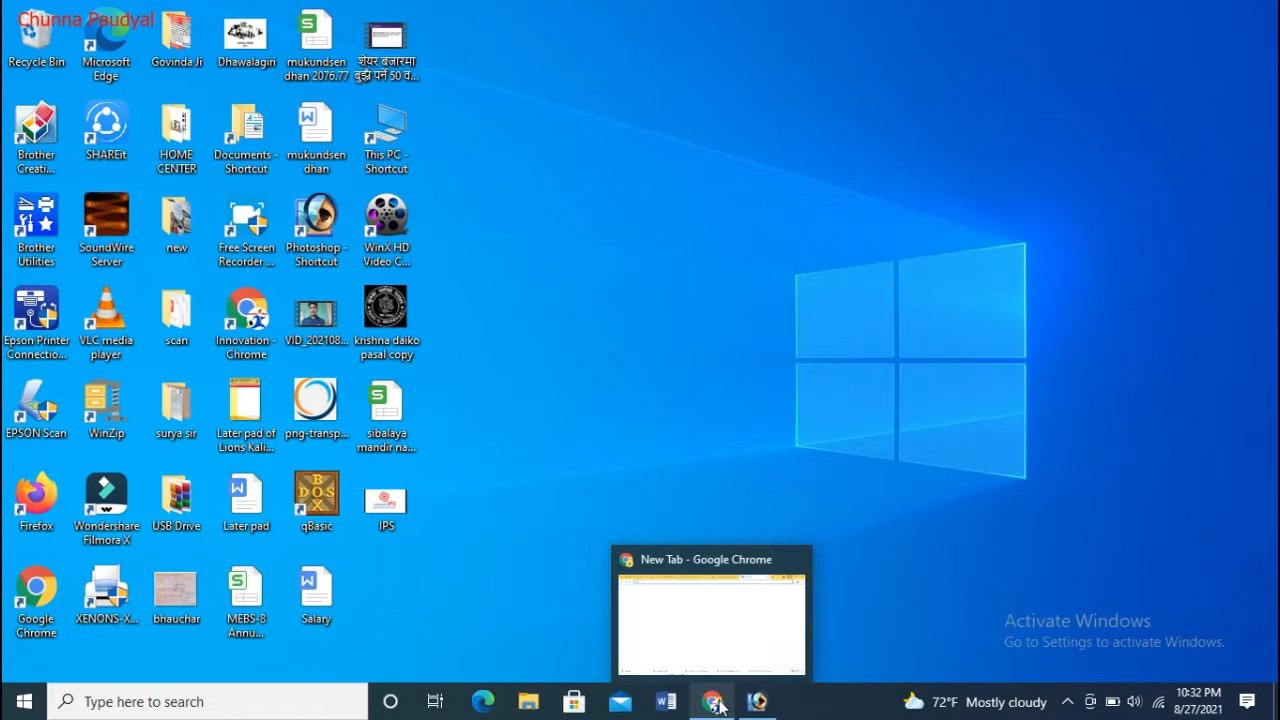 Chunna Paudyal
Recycle Bin
Microsoft
Edge
Govinda Ji
Dhawalagiri
mukundsen
dhan 2076.77
शेयर बजारमा
बुझ्नै पर्ने 50 व...
Brother
Creati...
SHAREit
HOME
CENTER
Documents -
Shortcut
mukundsen
dhan
This PC -
Shortcut
Brother
Utilities
SoundWire
Server
new
Free Screen
Recorder ...
Photoshop -
Shortcut
WinX HD
Video C...
Epson Printer
Connectio...
VLC media
player
scan
Innovation -
Chrome
VID_202108...
krishna daiko
pasal copy
EPSON Scan
WinZip
surya sir
Later pad of
Lions Kali...
png-transp...
sibalaya
mandir na...
Firefox
Wondershare
Filmora X
USB Drive
Later pad
qBasic
IPS
Google
Chrome
XENONS-X...
bhauchar
MEBS-8
Annu...
Salary
New Tab - Google Chrome
Activate Windows
Go to Settings to activate Windows.
Type here to search
72°F Mostly cloudy
10:32 PM
8/27/2021